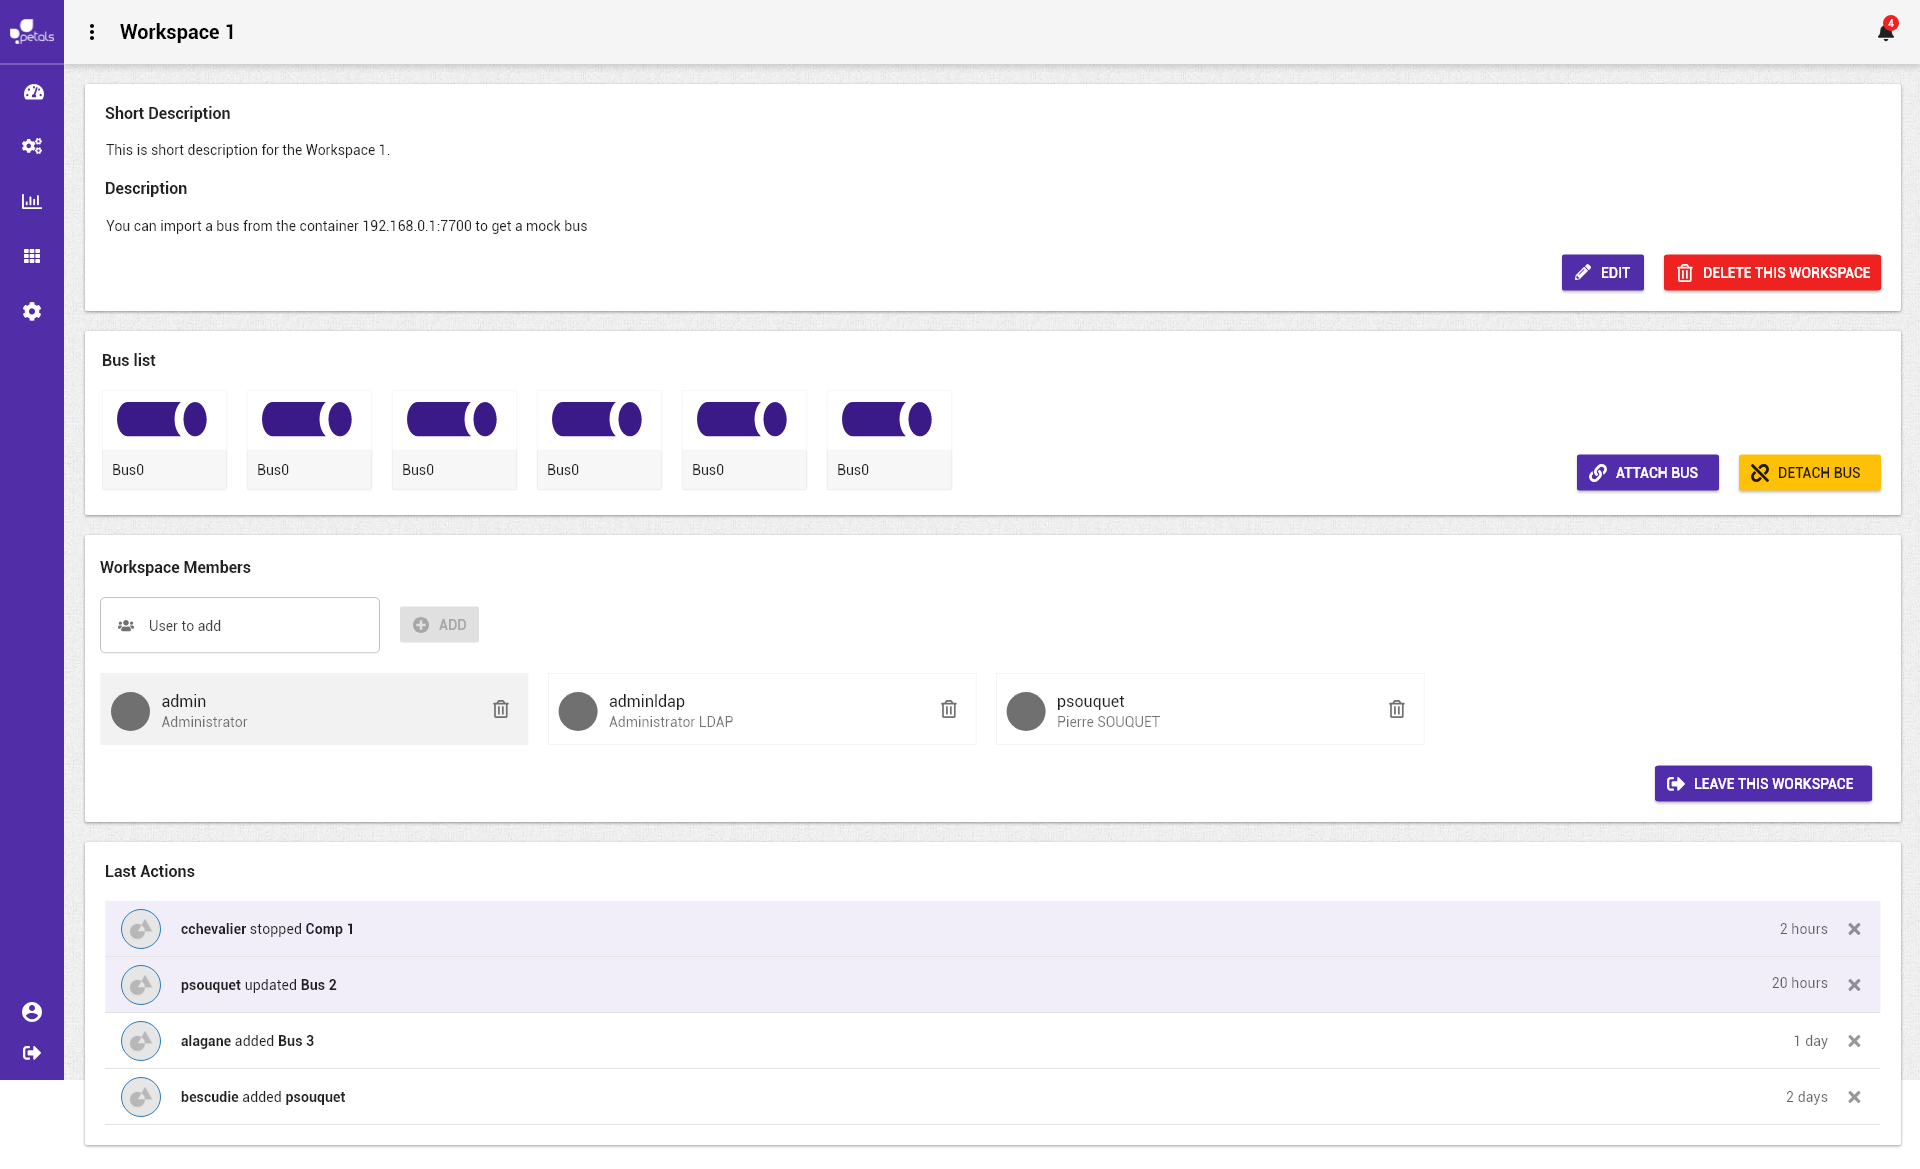 petals
Workspace 1
4
Short Description
This is short description for the Workspace 1.
Description
You can import a bus from the container 192.168.0.1:7700 to get a mock bus
EDIT
DELETE THIS WORKSPACE
Bus list
Bus0
Bus0
Bus0
Bus0
Bus0
Bus0
ATTACH BUS
DETACH BUS
Workspace Members
User to add
ADD
admin
Administrator
adminldap
Administrator LDAP
psouquet
Pierre SOUQUET
LEAVE THIS WORKSPACE
Last Actions
cchevalier stopped Comp 1
2 hours
psouquet updated Bus 2
20 hours
alagane added Bus 3
1 day
bescudie added psouquet
2 days